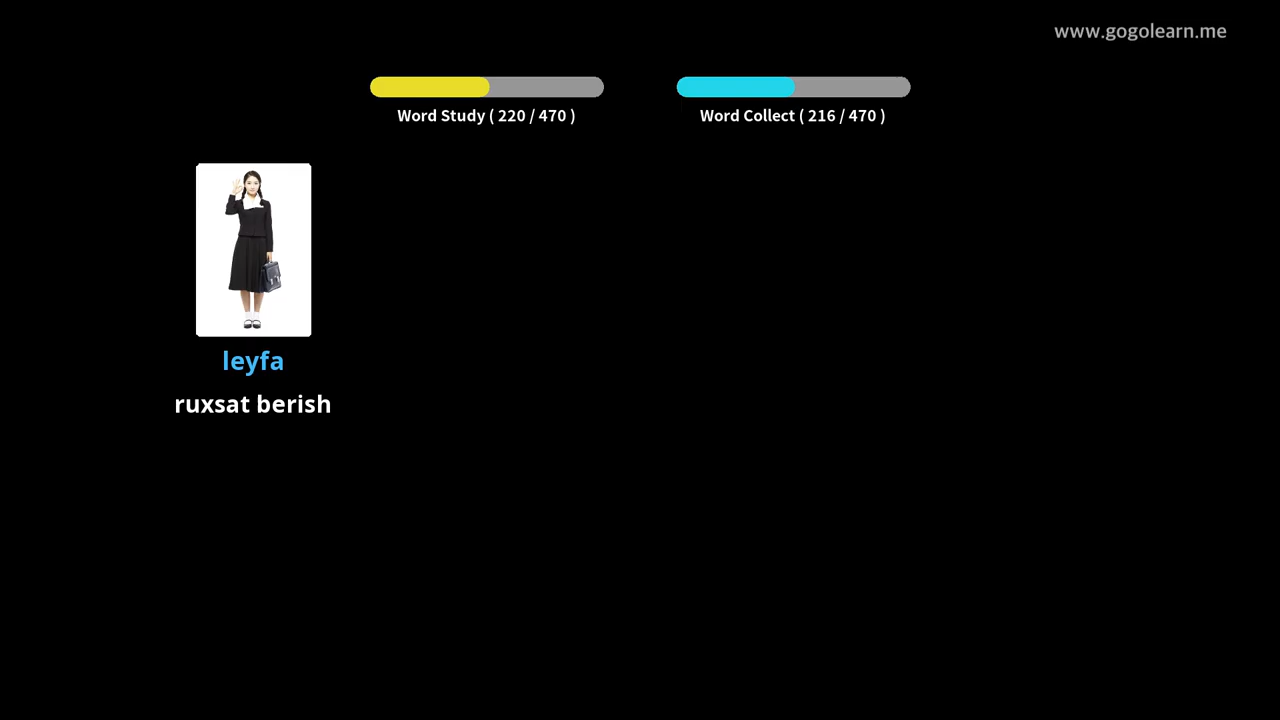 www.gogolearn.me
Word Study ( 220 / 470 )
Word Collect ( 216 / 470 )
leyfa
ruxsat berish